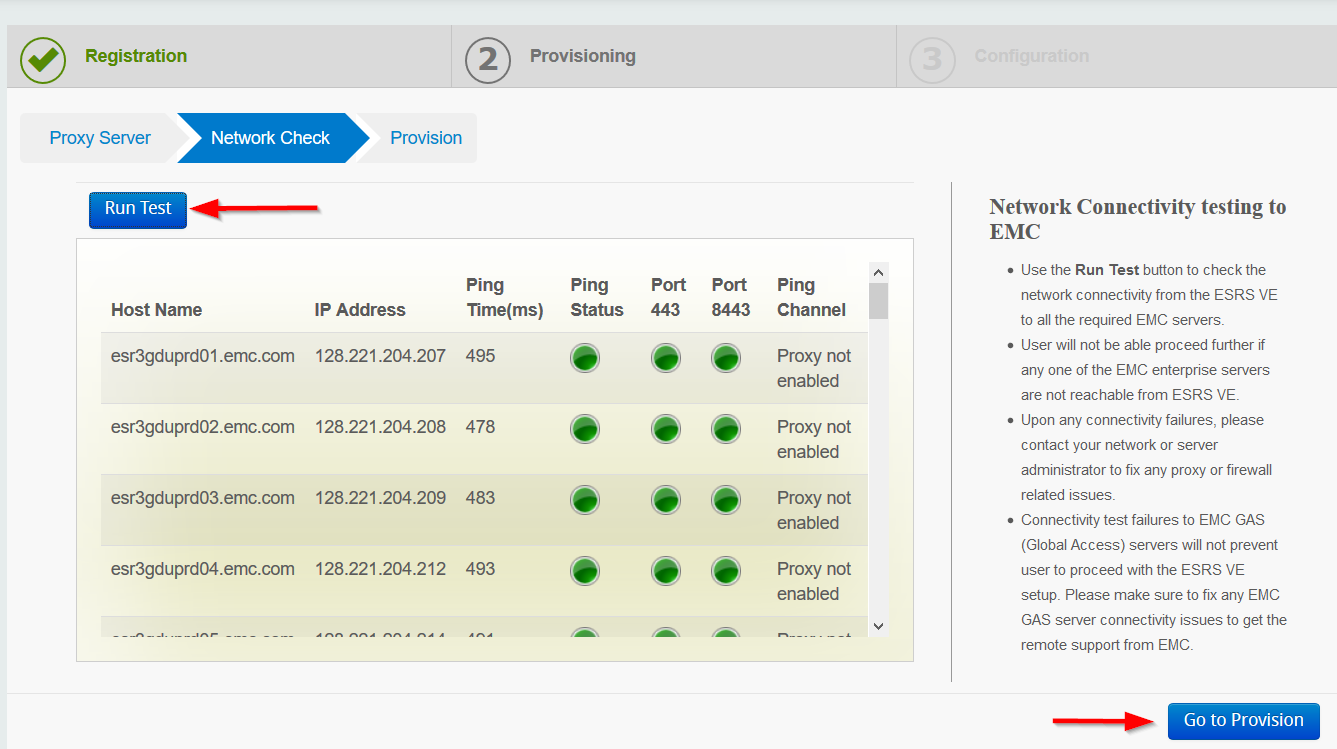 Registration
2 Provisioning
3 Configuration
Proxy Server
Network Check
Provision
Run Test
Host Name IP Address Ping Time(ms) Ping Status Port 443 Port 8443 Ping Channel
esr3gduprd01.emc.com 128.221.204.207 495 Proxy not
enabled
esr3gduprd02.emc.com 128.221.204.208 478 Proxy not
enabled
esr3gduprd03.emc.com 128.221.204.209 483 Proxy not
enabled
esr3gduprd04.emc.com 128.221.204.212 493 Proxy not
enabled
Network Connectivity testing to
EMC
• Use the Run Test button to check the
network connectivity from the ESRS VE
to all the required EMC servers.
• User will not be able proceed further if
any one of the EMC enterprise servers
are not reachable from ESRS VE.
• Upon any connectivity failures, please
contact your network or server
administrator to fix any proxy or firewall
related issues.
• Connectivity test failures to EMC GAS
(Global Access) servers will not prevent
user to proceed with the ESRS VE
setup. Please make sure to fix any EMC
GAS server connectivity issues to get the
remote support from EMC.
Go to Provision